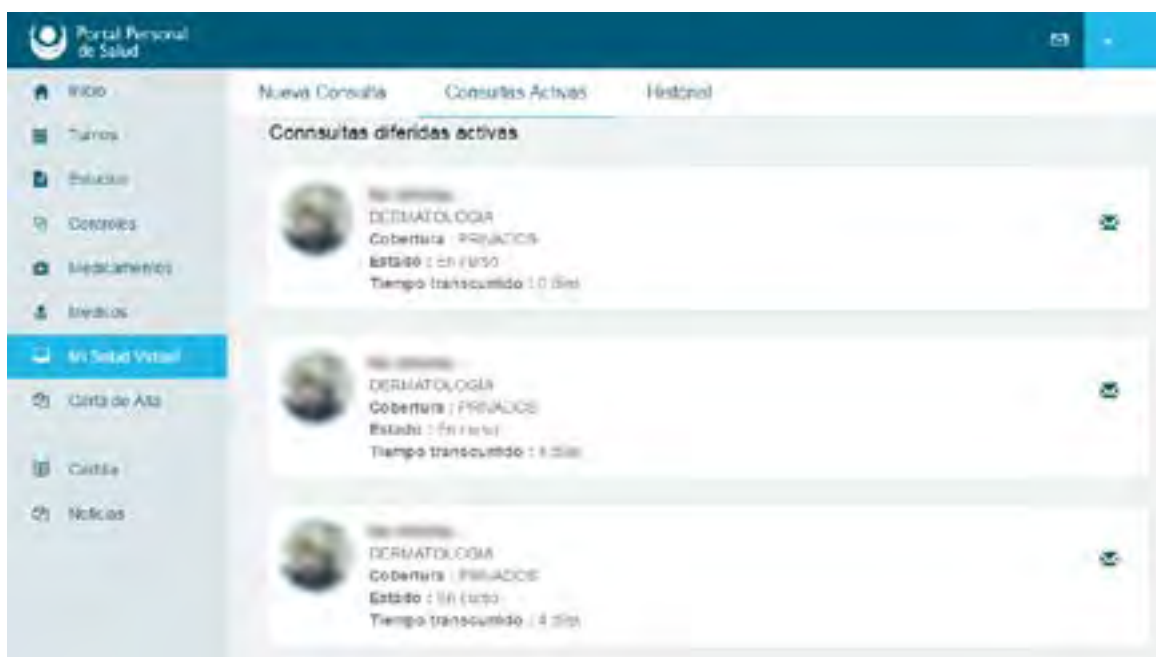 Portal Personal
de Salud
Inicio
Turnos
Estudios
Controles
Medicamentos
Médicos
Mi Salud Virtual
Carta de Alta
Cartilla
Noticias
Nueva Consulta Consultas Activas Historial
Connsultas diferidas activas
DERMATOLOGIA
Cobertura : PRIVADOS
Estado : En curso
Tiempo transcurrido :
DERMATOLOGIA
Cobertura : PRIVADOS
Estado : En curso
Tiempo transcurrido :
DERMATOLOGIA
Cobertura : PRIVADOS
Estado : En curso
Tiempo transcurrido :